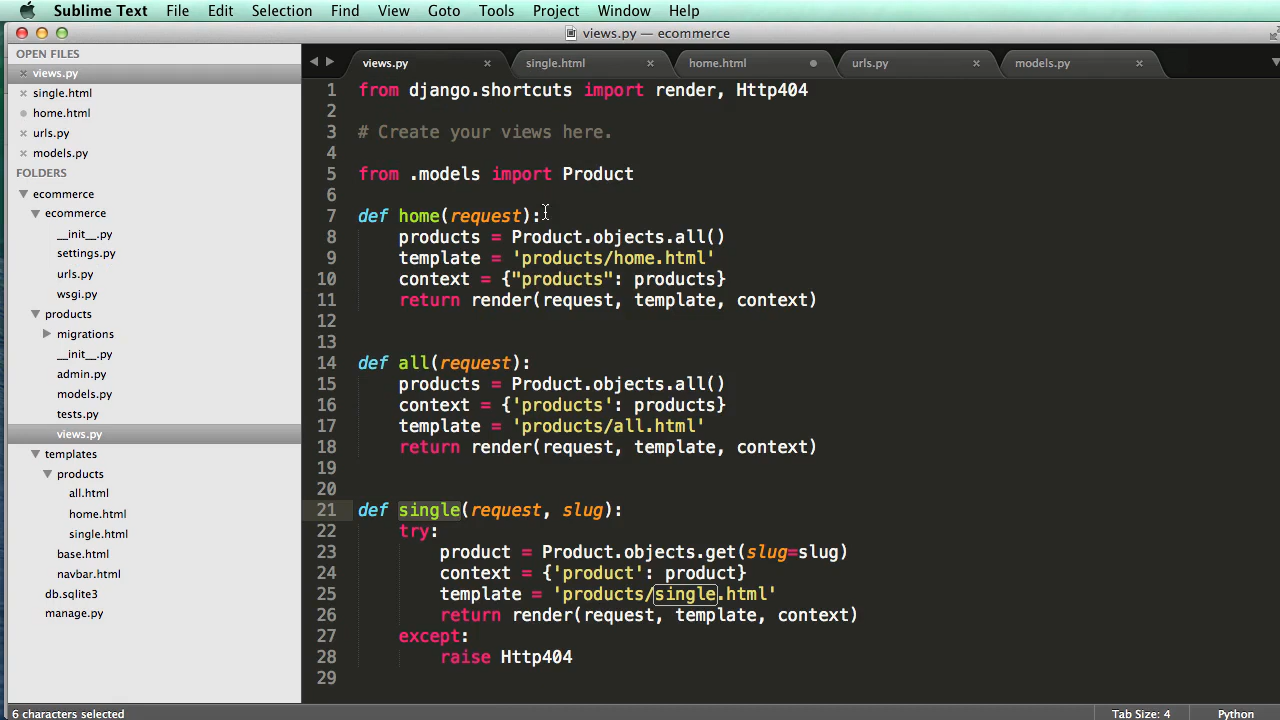 Sublime Text File Edit Selection Find View Goto Tools Project Window Help
views.py — ecommerce
OPEN FILES
views.py
single.html
home.html
urls.py
models.py
FOLDERS
ecommerce
ecommerce
__init__.py
settings.py
urls.py
wsgi.py
products
migrations
__init__.py
admin.py
models.py
tests.py
views.py
templates
products
all.html
home.html
single.html
base.html
navbar.html
db.sqlite3
manage.py
views.py single.html home.html urls.py models.py
1 from django.shortcuts import render, Http404
2
3 # Create your views here.
4
5 from .models import Product
6
7 def home(request):
8     products = Product.objects.all()
9     template = 'products/home.html'
10     context = {"products": products}
11     return render(request, template, context)
12
13
14 def all(request):
15     products = Product.objects.all()
16     context = {'products': products}
17     template = 'products/all.html'
18     return render(request, template, context)
19
20
21 def single(request, slug):
22     try:
23         product = Product.objects.get(slug=slug)
24         context = {'product': product}
25         template = 'products/single.html'
26         return render(request, template, context)
27     except:
28         raise Http404
29
6 characters selected Tab Size: 4 Python